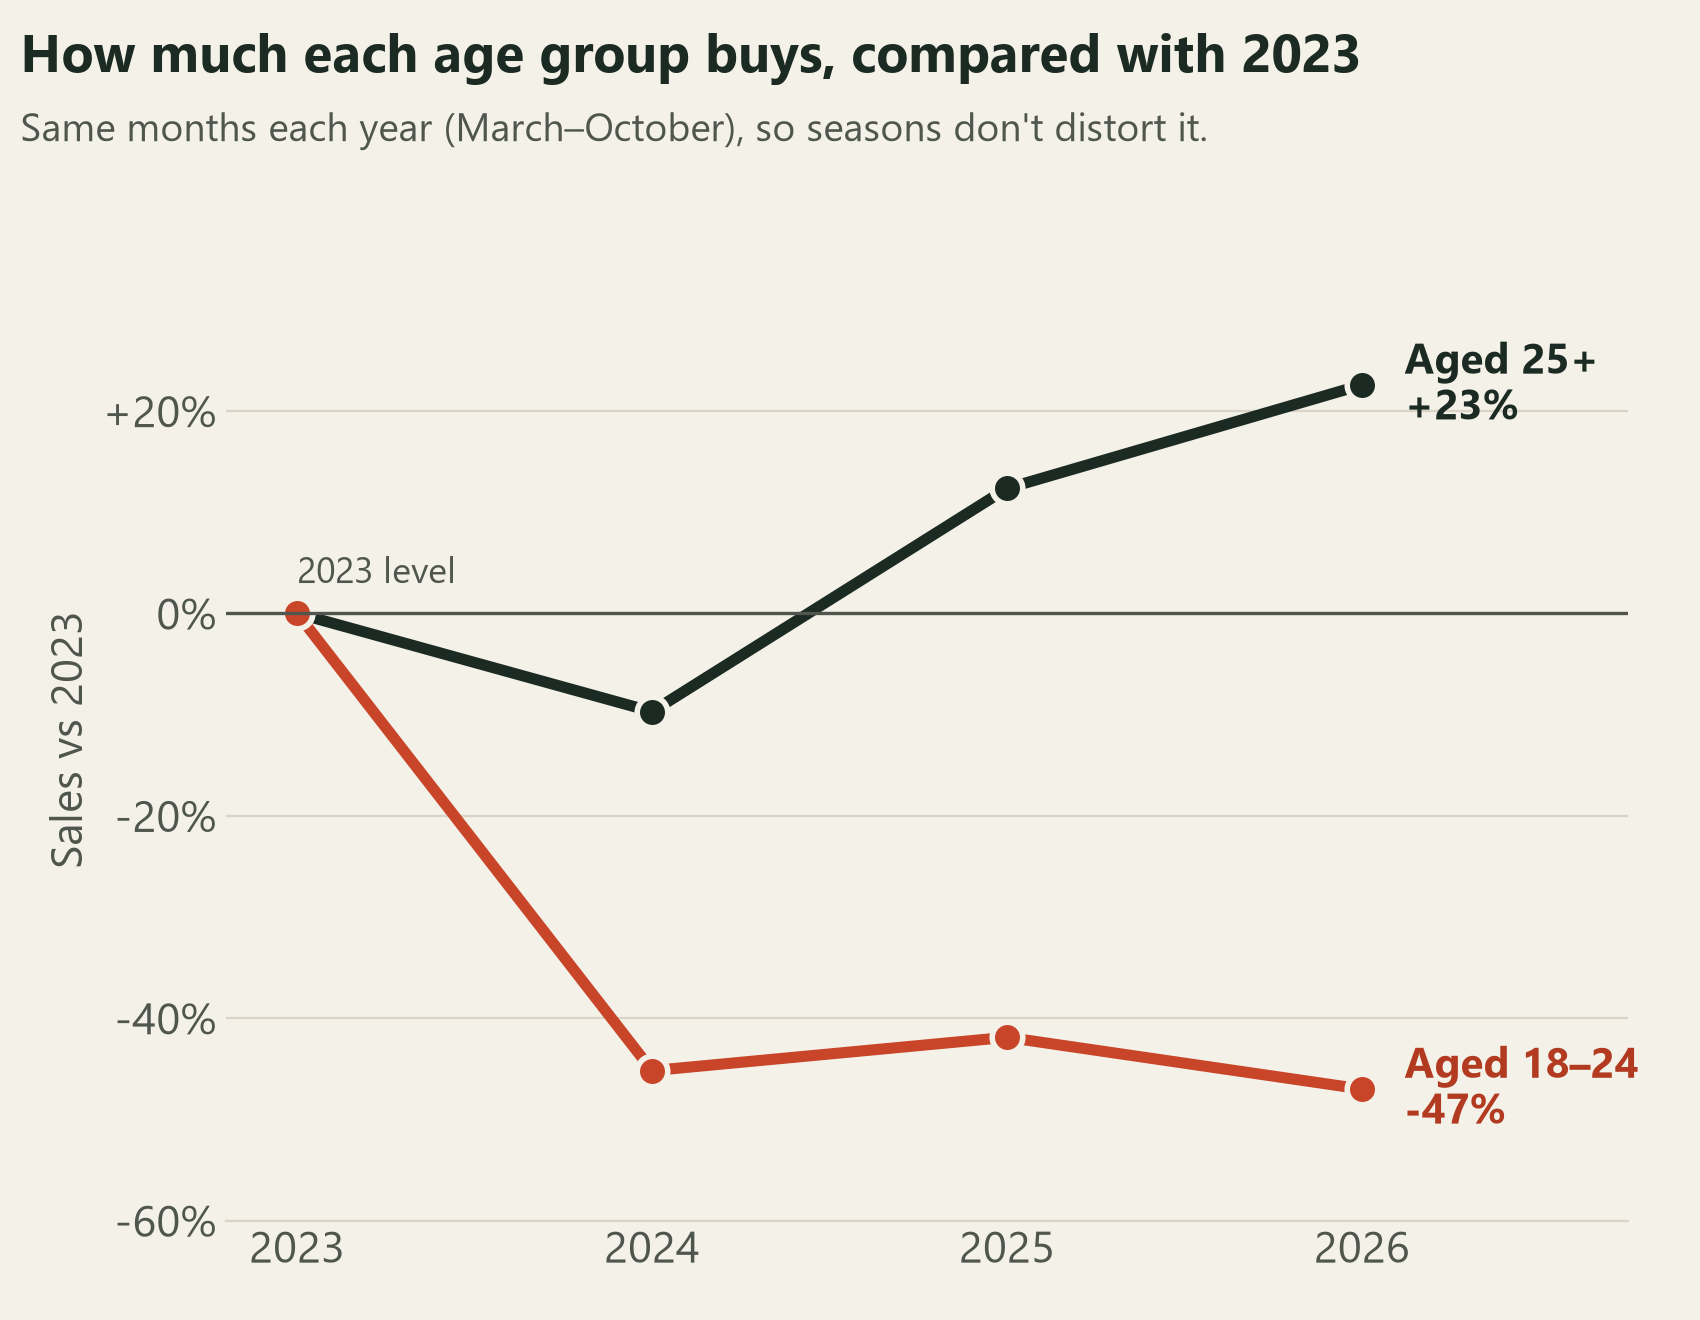 How much each age group buys, compared with 2023
Same months each year (March–October), so seasons don't distort it.
Aged 25+
+23%
+20%
2023 level
0%
Sales vs 2023
-20%
-40%
Aged 18–24
-47%
-60%
2023
2024
2025
2026